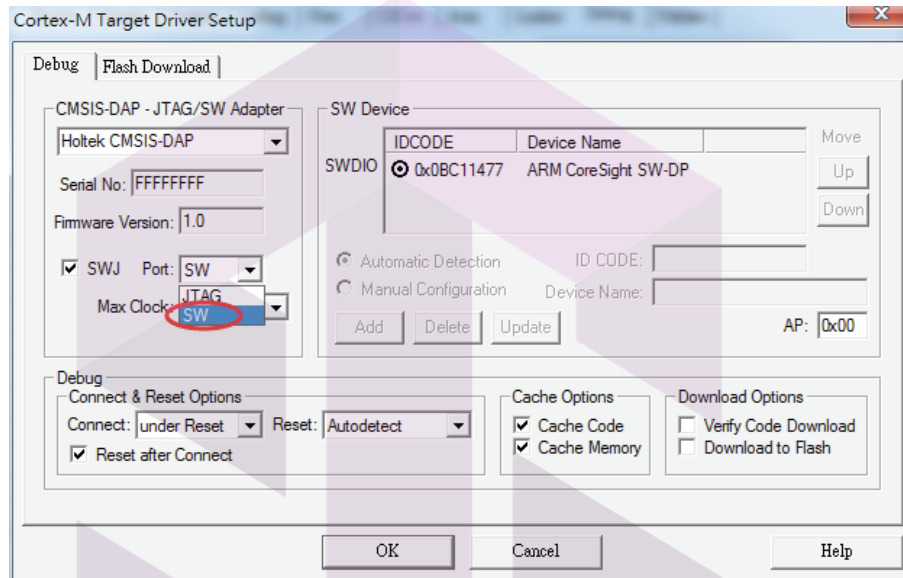 Cortex-M Target Driver Setup
Debug
Flash Download
CMSIS-DAP - JTAG/SW Adapter
Holtek CMSIS-DAP
Serial No: FFFFFFFF
Firmware Version: 1.0
SWJ Port: SW
JTAG
SW
Max Clock:
SW Device
IDCODE Device Name
SWDIO 0x0BC11477 ARM CoreSight SW-DP
Move
Up
Down
Automatic Detection ID CODE:
Manual Configuration Device Name:
Add Delete Update AP: 0x00
Debug
Connect & Reset Options
Connect: under Reset Reset: Autodetect
Reset after Connect
Cache Options
Cache Code
Cache Memory
Download Options
Verify Code Download
Download to Flash
OK Cancel Help